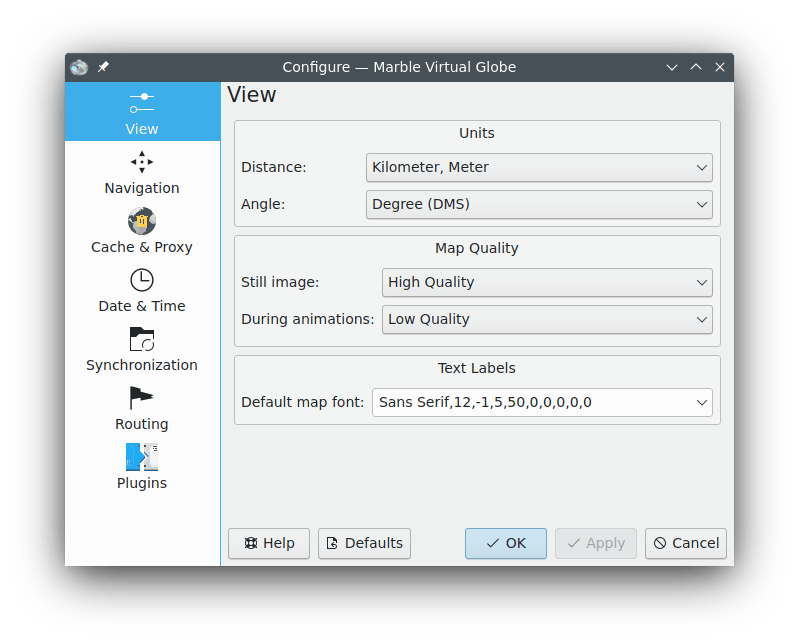 Configure — Marble Virtual Globe
View
Navigation
Cache & Proxy
Date & Time
Synchronization
Routing
Plugins
View
Units
Distance: Kilometer, Meter
Angle: Degree (DMS)
Map Quality
Still image: High Quality
During animations: Low Quality
Text Labels
Default map font: Sans Serif,12,-1,5,50,0,0,0,0,0
Help Defaults OK Apply Cancel